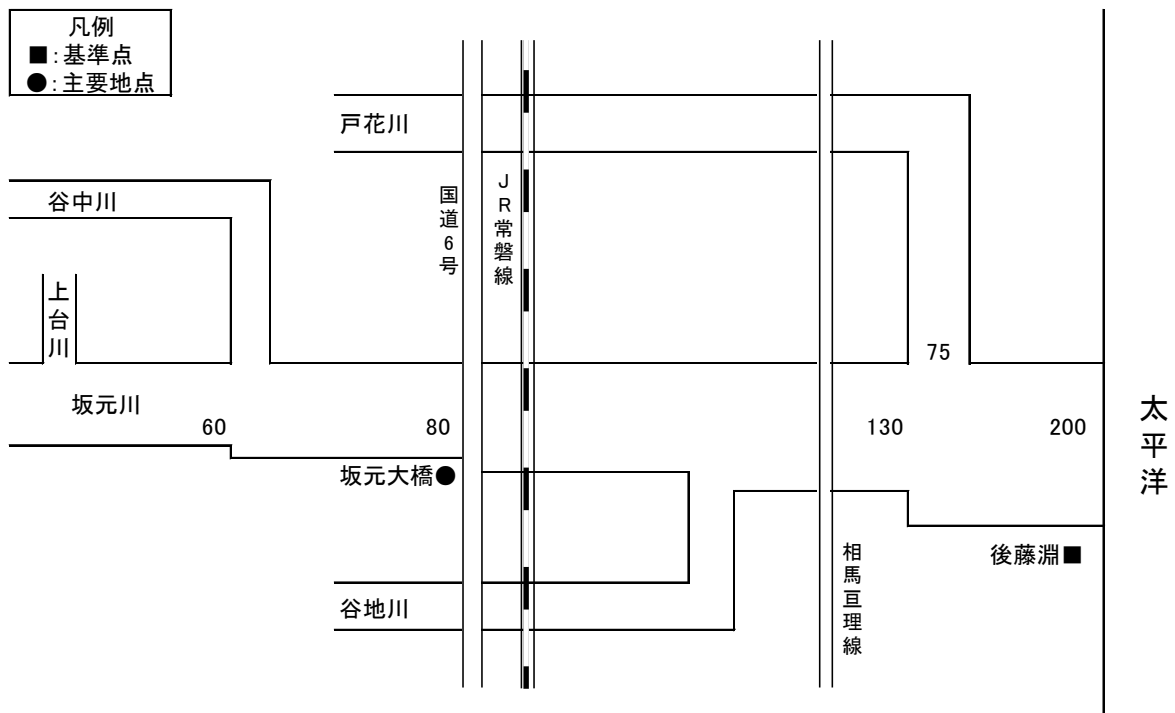 凡例
■:基準点
●:主要地点
戸花川
谷中川
国道6号
JR常磐線
上台川
75
坂元川
60
80
130
200
太平洋
坂元大橋●
後藤淵■
相馬亘理線
谷地川